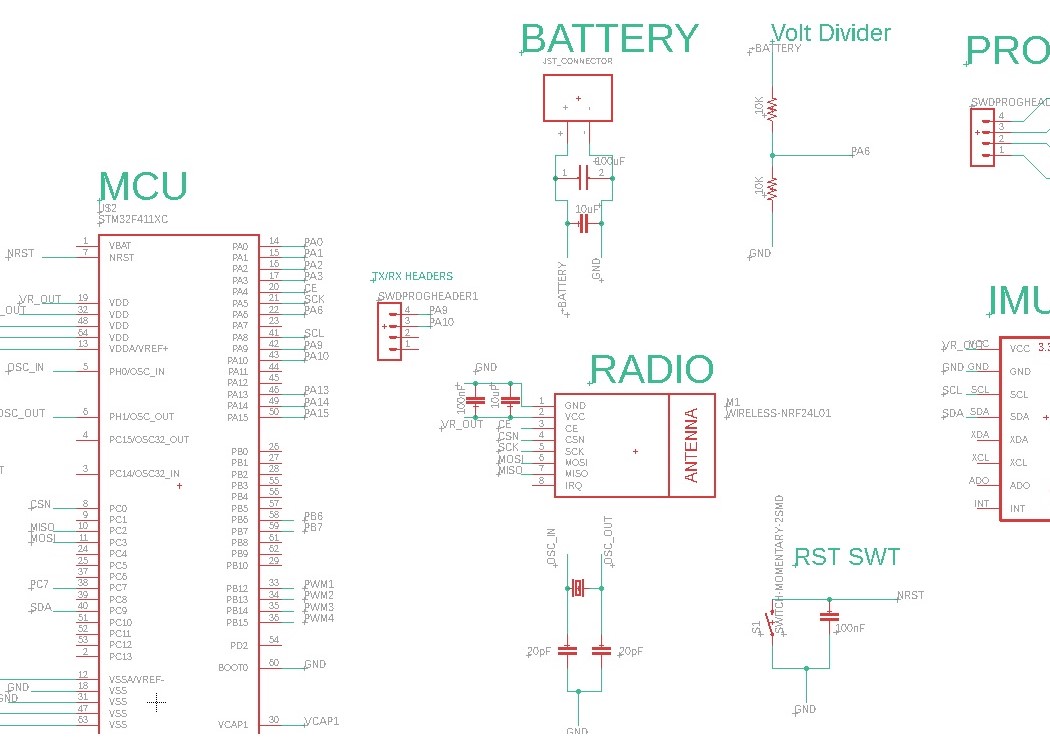 BATTERY
JST_CONNECTOR
+ -
+ -
100uF
1 2
10uF
BATTERY
GND
Volt Divider
BATTERY
10K
PA6
10K
GND
PRO
SWDPROGHEAD
4
3
2
1
MCU
U$2
STM32F411XC
NRST
VR_OUT
_OUT
OSC_IN
OSC_OUT
T
CSN
MISO
MOSI
PC7
SDA
GND
GND
1 VBAT
7 NRST
19 VDD
32 VDD
48 VDD
64 VDD
13 VDDA/VREF+
5 PH0/OSC_IN
6 PH1/OSC_OUT
4 PC15/OSC32_OUT
3 PC14/OSC32_IN
8 PC0
9 PC1
10 PC2
11 PC3
24 PC4
25 PC5
37 PC6
38 PC7
39 PC8
40 PC9
51 PC10
52 PC11
53 PC12
2 PC13
12 VSSA/VREF-
18 VSS
31 VSS
47 VSS
63 VSS
PA0 14 PA0
PA1 15 PA1
PA2 16 PA2
PA3 17 PA3
PA4 20 CE
PA5 21 SCK
PA6 22 PA6
PA7 23
PA8 41 SCL
PA9 42 PA9
PA10 43 PA10
PA11 44
PA12 45
PA13 46 PA13
PA14 49 PA14
PA15 50 PA15
PB0 26
PB1 27
PB2 28
PB3 55
PB4 56
PB5 57
PB6 58 PB6
PB7 59 PB7
PB8 61
PB9 62
PB10 29
PB12 33 PWM1
PB13 34 PWM2
PB14 35 PWM3
PB15 36 PWM4
PD2 54
BOOT0 60 GND
VCAP1 30 VCAP1
TX/RX HEADERS
SWDPROGHEADER1
4 PA9
3 PA10
2
1
RADIO
GND
100nF
10uF
VR_OUT
CE
CSN
SCK
MOSI
MISO
1 GND
2 VCC
3 CE
4 CSN
5 SCK
6 MOSI
7 MISO
8 IRQ
ANTENNA
M1
WIRELESS-NRF24L01
OSC_IN
OSC_OUT
20pF
20pF
GND
RST SWT
S1
SWITCH-MOMENTARY-2SMD
NRST
100nF
GND
IMU
VR_OUT VCC VCC 3.3
GND GND GND
SCL SCL SCL
SDA SDA SDA
XDA XDA
XCL XCL
ADO ADO
INT INT